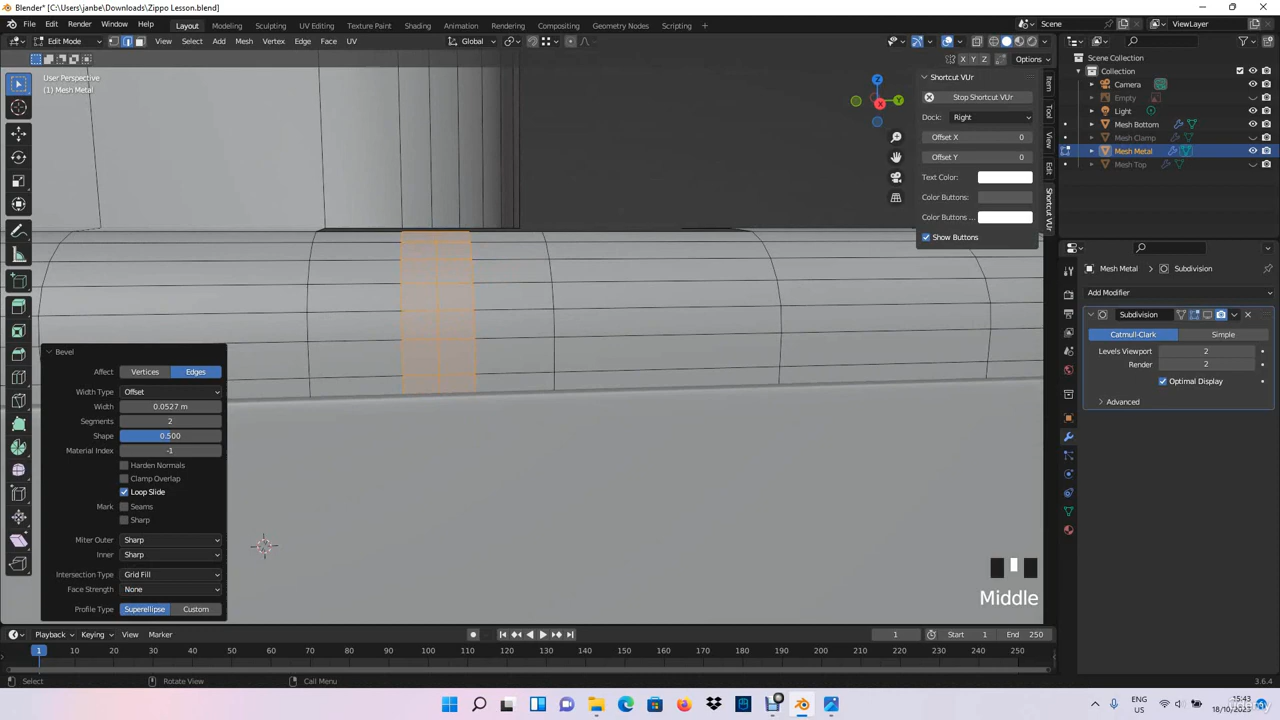 Blender* [C:\Users\janbe\Downloads\Zippo Lesson.blend]
File Edit Render Window Help Layout Modeling Sculpting UV Editing Texture Paint Shading Animation Rendering Compositing Geometry Nodes Scripting + Scene ViewLayer
Edit Mode View Select Add Mesh Vertex Edge Face UV Global
X Y Z Options
User Perspective
(1) Mesh Metal
Shortcut VUr
Stop Shortcut VUr
Dock: Right
Offset X 0
Offset Y 0
Text Color:
Color Buttons:
Color Buttons ...
Show Buttons
Item
Tool
View
Edit
Shortcut VUr
X Y Z
Scene Collection
Collection
Camera
Empty
Light
Mesh Bottom
Mesh Clamp
Mesh Metal
Mesh Top
Mesh Metal > Subdivision
Add Modifier
Subdivision
Catmull-Clark Simple
Levels Viewport 2
Render 2
Optimal Display
Advanced
Bevel
Affect Vertices Edges
Width Type Offset
Width 0.0527 m
Segments 2
Shape 0.500
Material Index -1
Harden Normals
Clamp Overlap
Loop Slide
Mark Seams
Sharp
Miter Outer Sharp
Inner Sharp
Intersection Type Grid Fill
Face Strength None
Profile Type Superellipse Custom
Middle
Playback Keying View Marker 1 Start 1 End 250
1 10 20 30 40 50 60 70 80 90 100 110 120 130 140 150 160 170 180 190 200 210 220 230 240 250
Select Rotate View Call Menu 3.6.4
ENG
US
15:43
18/10/2023